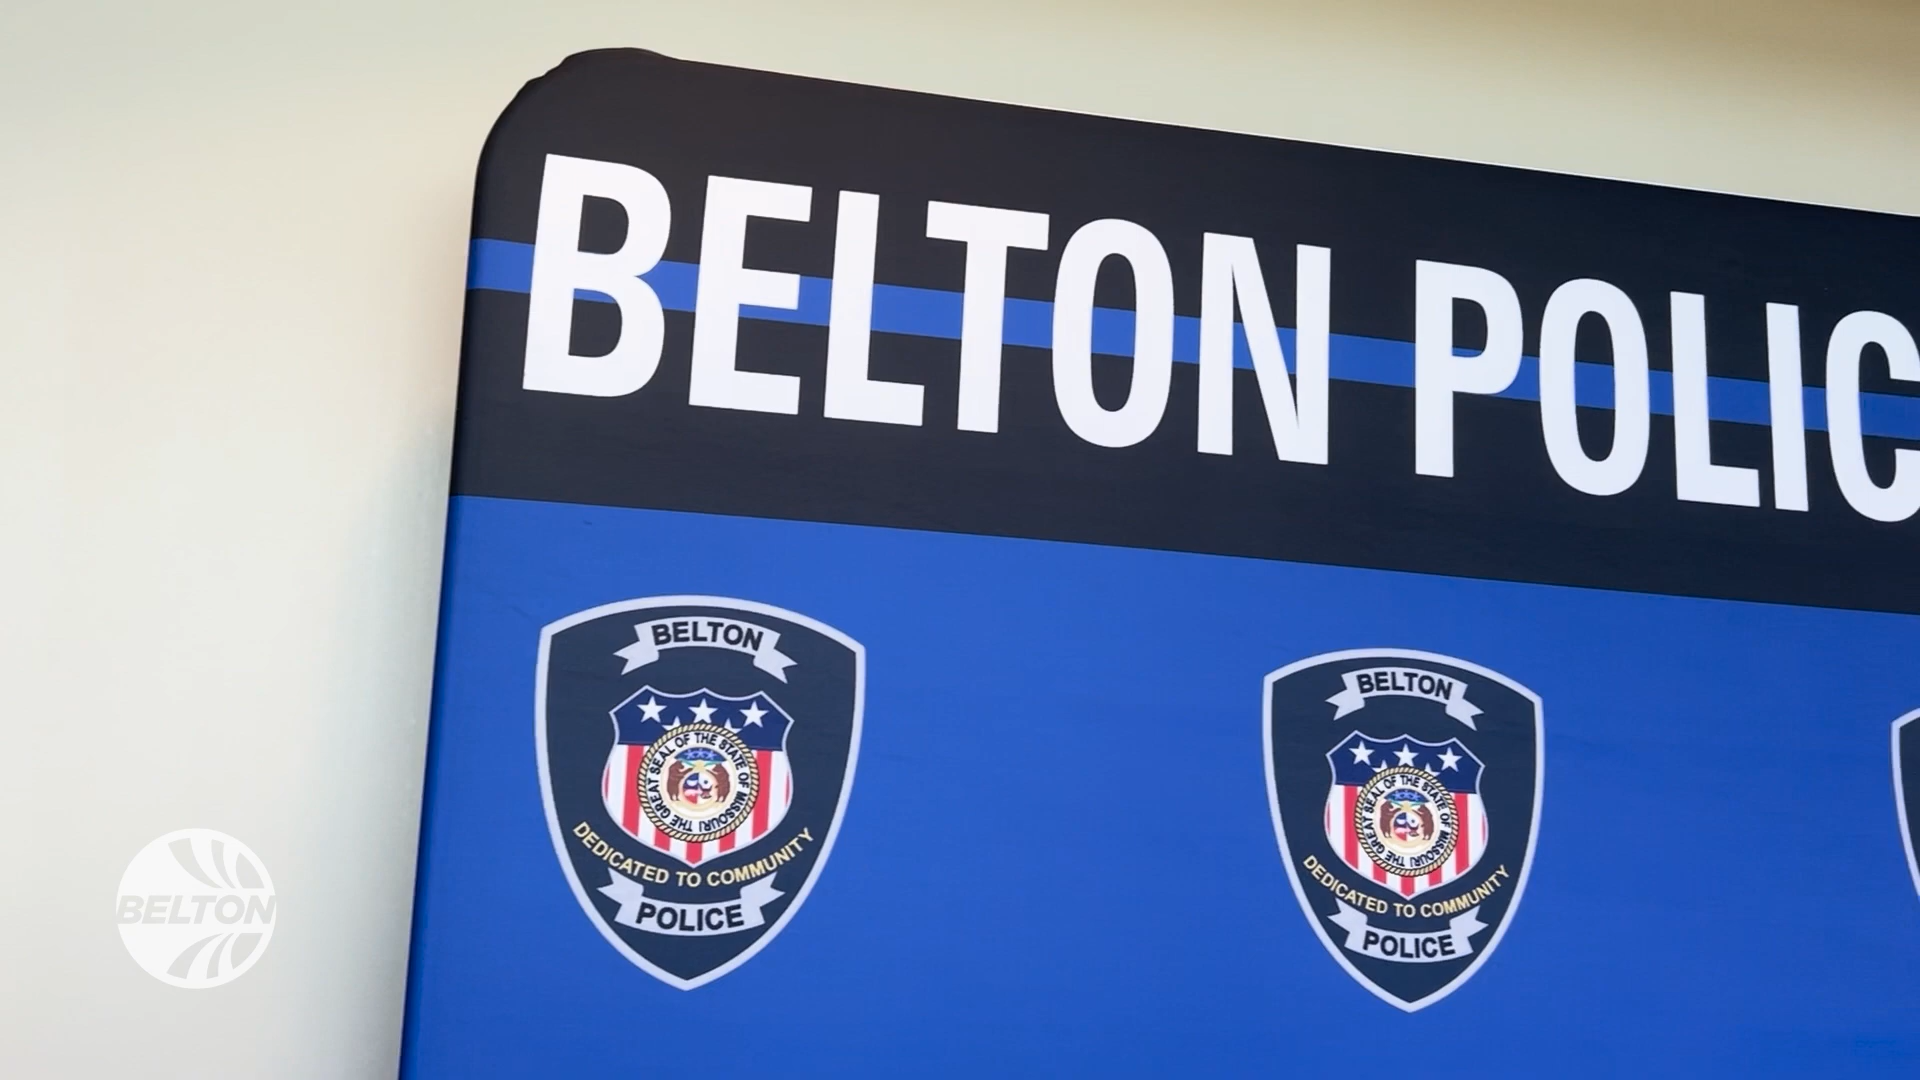 BELTON POLIC
BELTON
THE GREAT SEAL OF THE STATE OF MISSOURI
DEDICATED TO COMMUNITY
POLICE
BELTON
THE GREAT SEAL OF THE STATE OF MISSOURI
DEDICATED TO COMMUNITY
POLICE
BELTON